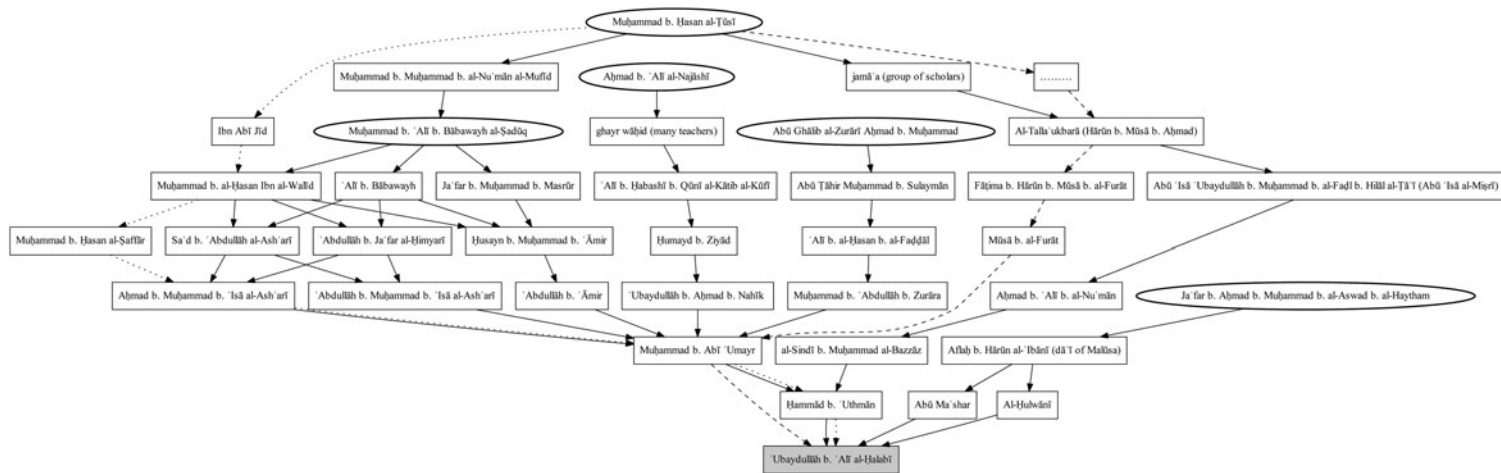 Muḥammad b. Ḥasan al-Ṭūsī
Muḥammad b. Muḥammad b. al-Nuʿmān al-Mufīd
Aḥmad b. ʿAlī al-Najāshī
jamāʿa (group of scholars)
.........
Ibn Abī Jīd
Muḥammad b. ʿAlī b. Bābawayh al-Ṣadūq
ghayr wāḥid (many teachers)
Abū Ghālib al-Zurārī Aḥmad b. Muḥammad
Al-Tallaʿukbarā (Hārūn b. Mūsā b. Aḥmad)
Muḥammad b. al-Ḥasan Ibn al-Walīd
ʿAlī b. Bābawayh
Jaʿfar b. Muḥammad b. Masrūr
ʿAlī b. Ḥabashī b. Qūnī al-Kātib al-Kūfī
Abū Ṭāhir Muḥammad b. Sulaymān
Fāṭima b. Hārūn b. Mūsā b. al-Furāt
Abū ʿIsā ʿUbaydullāh b. Muḥammad b. al-Faḍl b. Hilāl al-Ṭāʾī (Abū ʿIsā al-Miṣrī)
Muḥammad b. Ḥasan al-Ṣaffār
Saʿd b. ʿAbdullāh al-Ashʿarī
ʿAbdullāh b. Jaʿfar al-Ḥimyarī
Ḥusayn b. Muḥammad b. ʿĀmir
Ḥumayd b. Ziyād
ʿAlī b. al-Ḥasan b. al-Faḍḍāl
Mūsā b. al-Furāt
Aḥmad b. Muḥammad b. ʿIsā al-Ashʿarī
ʿAbdullāh b. Muḥammad b. ʿIsā al-Ashʿarī
ʿAbdullāh b. ʿĀmir
ʿUbaydullāh b. Aḥmad b. Nahīk
Muḥammad b. ʿAbdullāh b. Zurāra
Aḥmad b. ʿAlī b. al-Nuʿmān
Jaʿfar b. Aḥmad b. Muḥammad b. al-Aswad b. al-Haytham
Muḥammad b. Abī ʿUmayr
al-Sindī b. Muḥammad al-Bazzāz
Aflaḥ b. Hārūn al-ʿIbānī (dāʿī of Malūsa)
Ḥammād b. ʿUthmān
Abū Maʿshar
Al-Ḥulwānī
ʿUbaydullāh b. ʿAlī al-Ḥalabī